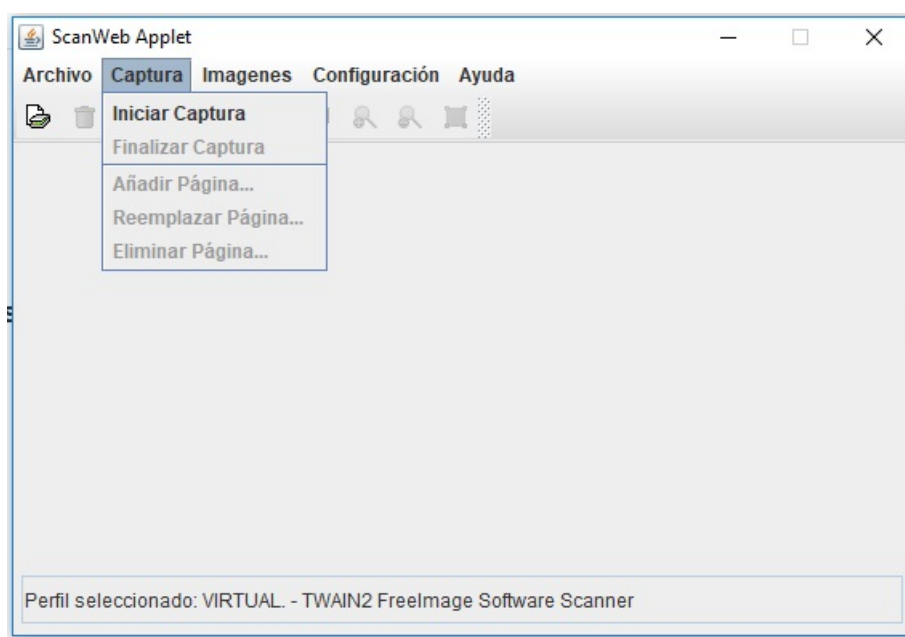 ScanWeb Applet
Archivo Captura Imagenes Configuración Ayuda
Iniciar Captura
Finalizar Captura
Añadir Página...
Reemplazar Página...
Eliminar Página...
Perfil seleccionado: VIRTUAL. - TWAIN2 FreeImage Software Scanner